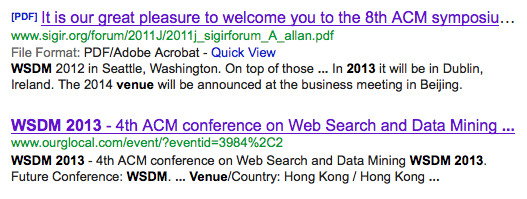 [PDF] It is our great pleasure to welcome you to the 8th ACM symposiu...
www.sigir.org/forum/2011J/2011j_sigirforum_A_allan.pdf
File Format: PDF/Adobe Acrobat - Quick View
WSDM 2012 in Seattle, Washington. On top of those ... In 2013 it will be in Dublin,
Ireland. The 2014 venue will be announced at the business meeting in Beijing.
WSDM 2013 - 4th ACM conference on Web Search and Data Mining ...
www.ourglocal.com/event/?eventid=3984%2C2
WSDM 2013 - 4th ACM conference on Web Search and Data Mining WSDM 2013.
Future Conference: WSDM. ... Venue/Country: Hong Kong / Hong Kong ...